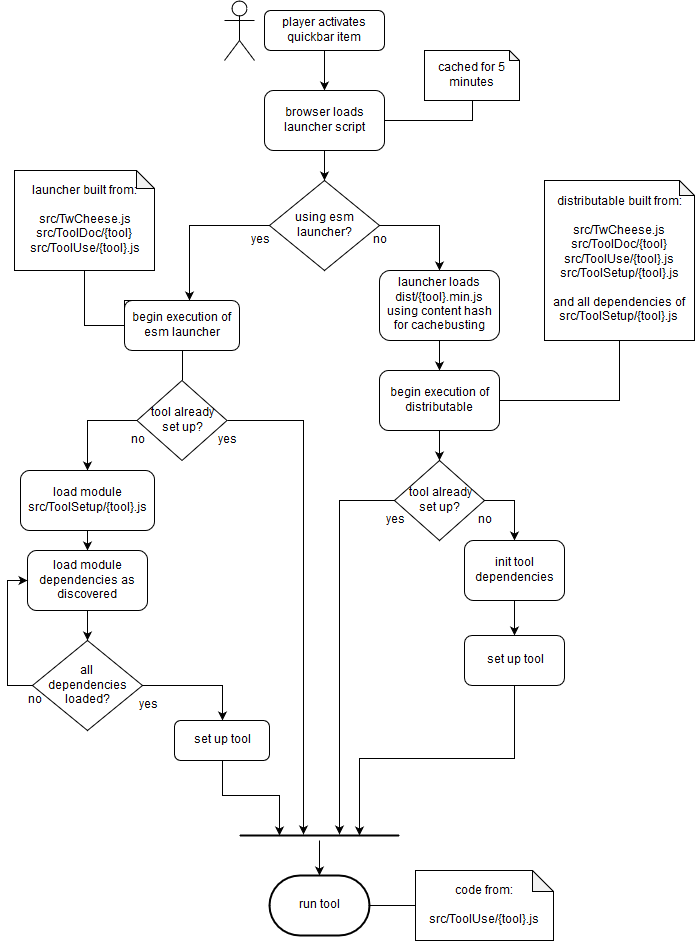 player activates
quickbar item
cached for 5
minutes
browser loads
launcher script
launcher built from:
src/TwCheese.js
src/ToolDoc/{tool}
src/ToolUse/{tool}.js
using esm
launcher?
yes
no
distributable built from:
src/TwCheese.js
src/ToolDoc/{tool}
src/ToolUse/{tool}.js
src/ToolSetup/{tool}.js
and all dependencies of
src/ToolSetup/{tool}.js
launcher loads
dist/{tool}.min.js
using content hash
for cachebusting
begin execution of
esm launcher
begin execution of
distributable
tool already
set up?
no
yes
load module
src/ToolSetup/{tool}.js
tool already
set up?
yes
no
load module
dependencies as
discovered
init tool
dependencies
all
dependencies
loaded?
no
yes
set up tool
set up tool
run tool
code from:
src/ToolUse/{tool}.js